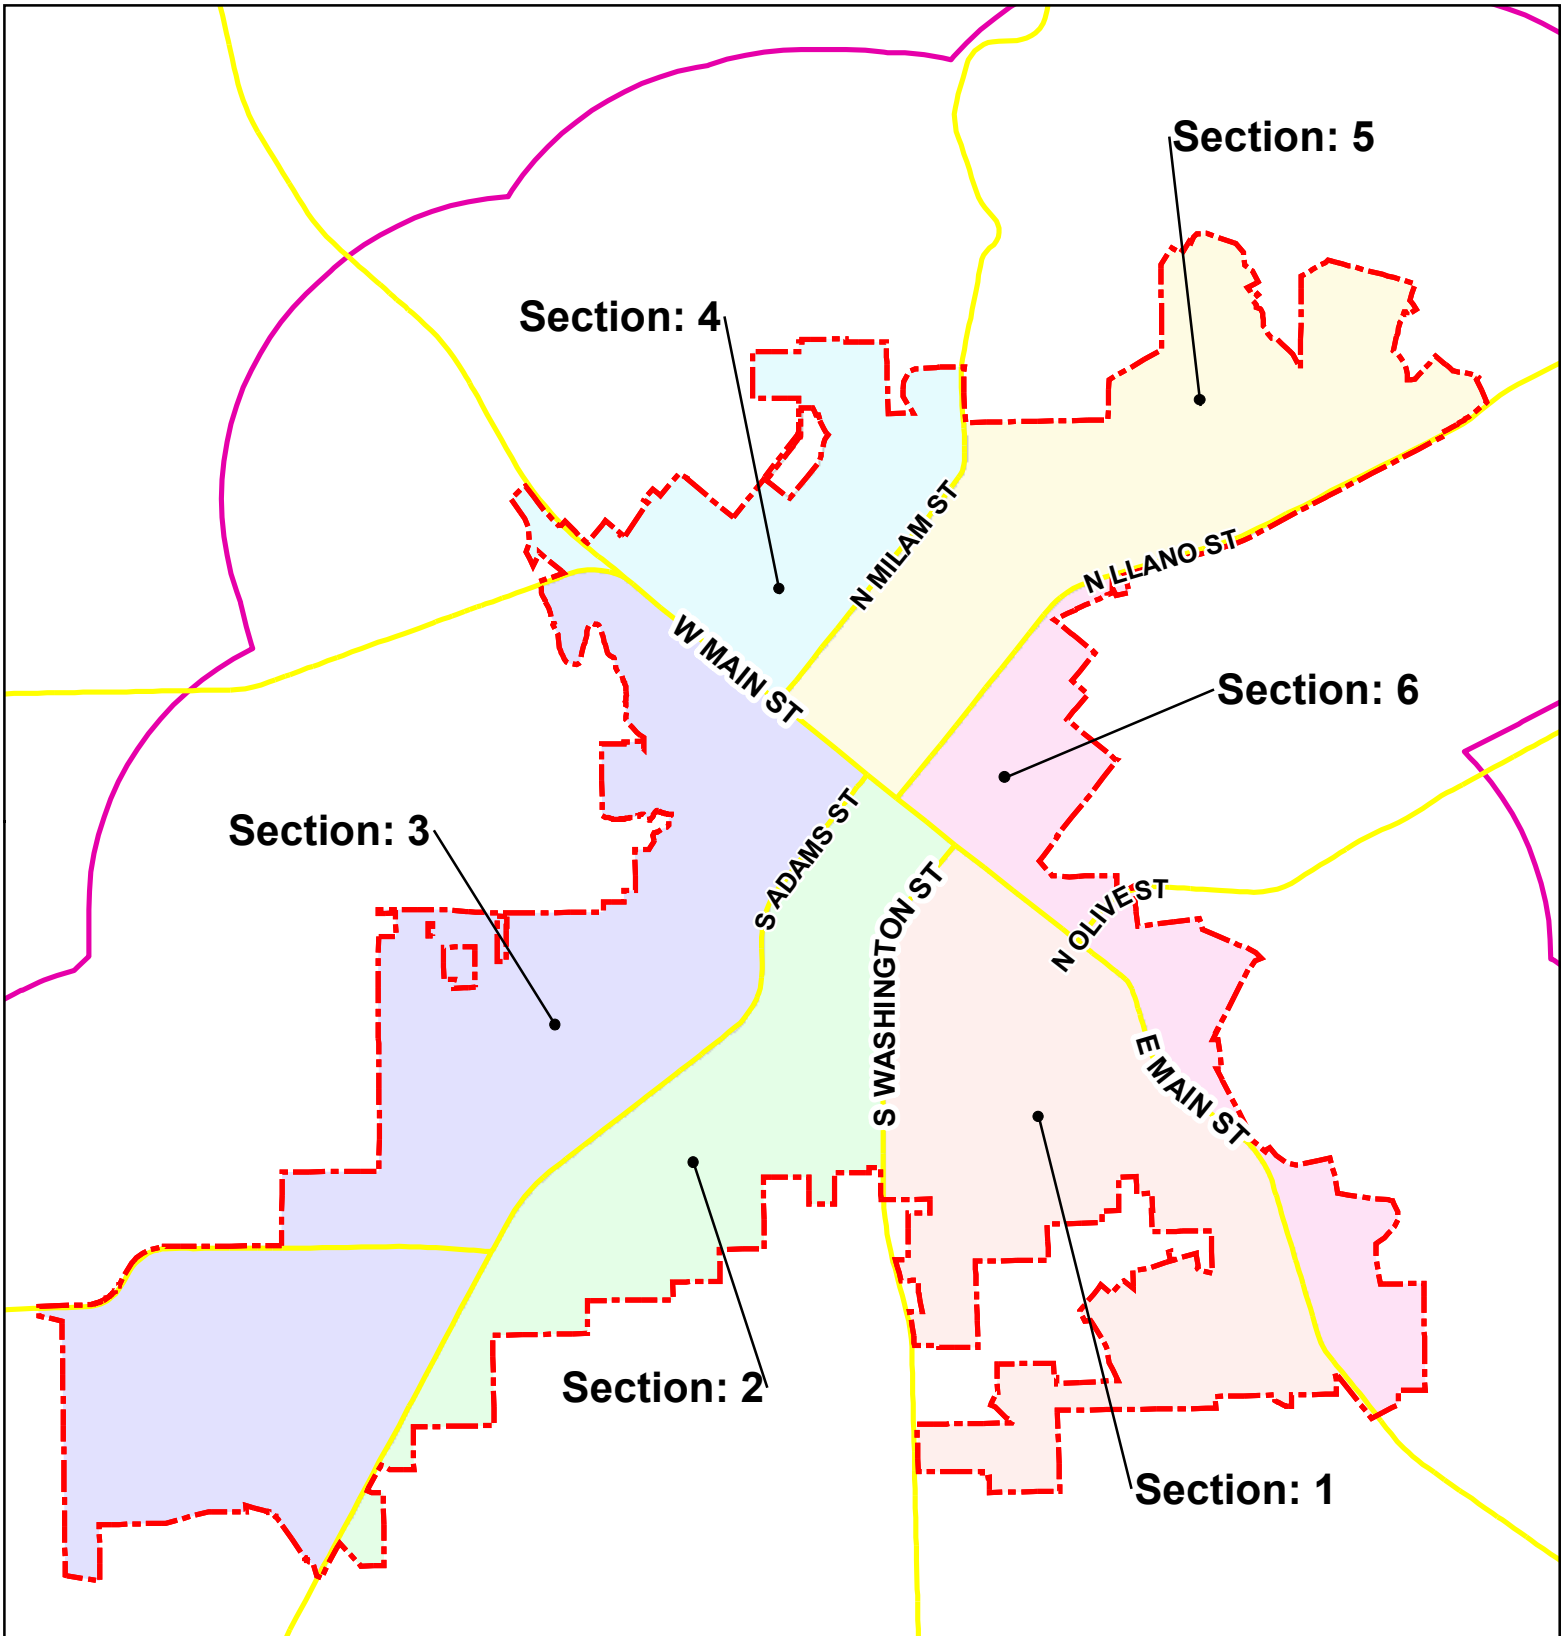 Section: 5
Section: 4
N MILAM ST
N LLANO ST
W MAIN ST
Section: 6
Section: 3
S ADAMS ST
S WASHINGTON ST
N OLIVE ST
E MAIN ST
Section: 2
Section: 1